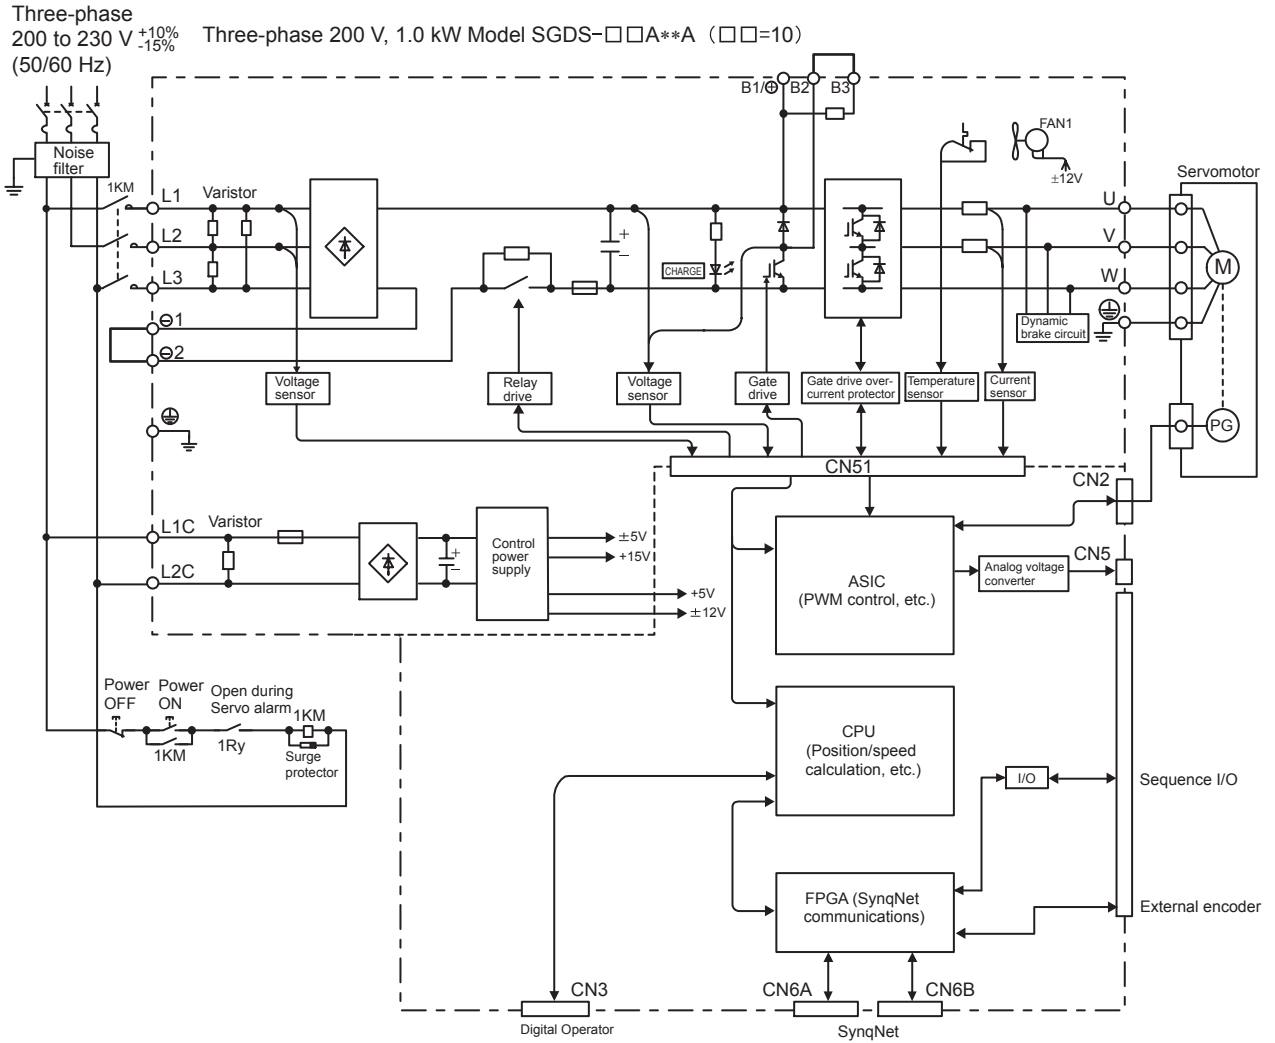 Three-phase
200 to 230 V +10% -15%
(50/60 Hz)
Three-phase 200 V, 1.0 kW Model SGDS-□□A**A (□□=10)
B1/⊕ B2 B3
Noise
filter
FAN1
±12V
Servomotor
1KM
L1
Varistor
U
L2
V
CHARGE
+
−
L3
W
M
⊖1
⊖2
Dynamic
brake circuit
Voltage
sensor
Relay
drive
Voltage
sensor
Gate
drive
Gate drive over-
current protector
Temperature
sensor
Current
sensor
PG
CN51
CN2
L1C
Varistor
L2C
+
−
Control
power
supply
±5V
+15V
+5V
±12V
ASIC
(PWM control, etc.)
Analog voltage
converter
CN5
Power
OFF
Power
ON
Open during
Servo alarm
1KM
1KM
1Ry
Surge
protector
CPU
(Position/speed
calculation, etc.)
I/O
Sequence I/O
FPGA (SynqNet
communications)
External encoder
CN3
CN6A
CN6B
Digital Operator
SynqNet